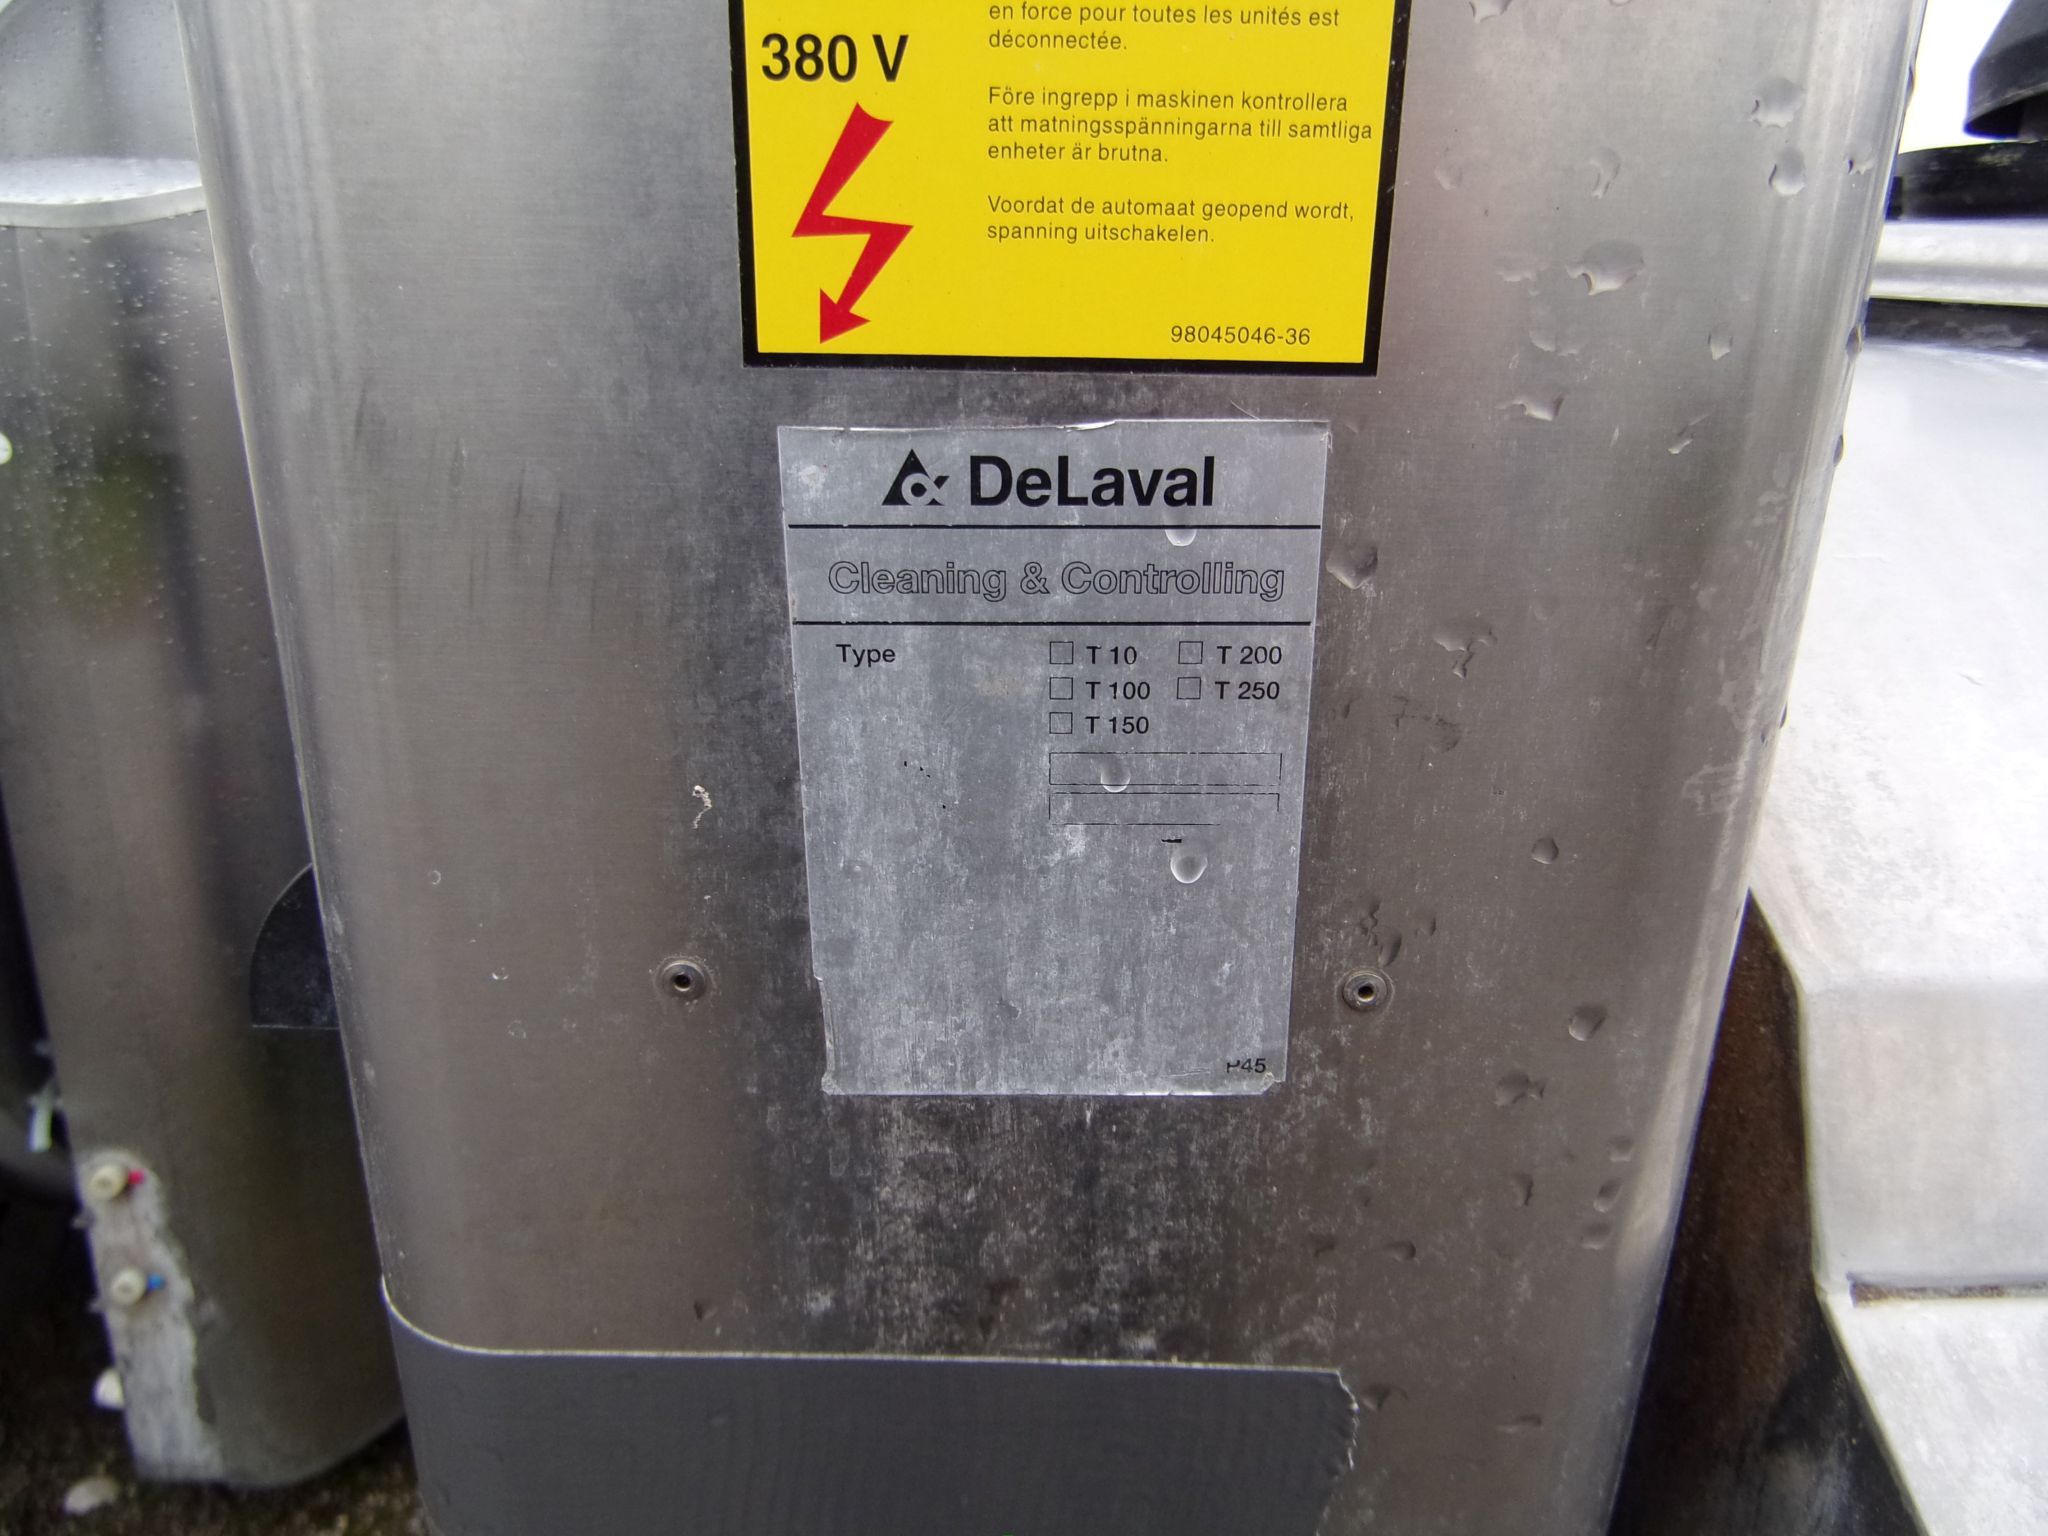 en force pour toutes les unités est
déconnectée.
380 V
Före ingrepp i maskinen kontrollera
att matningsspänningarna till samtliga
enheter är brutna.
Voordat de automaat geopend wordt,
spanning uitschakelen.
98045046-36
DeLaval
Cleaning & Controlling
Type
T 10 T 200
T 100 T 250
T 150
P45